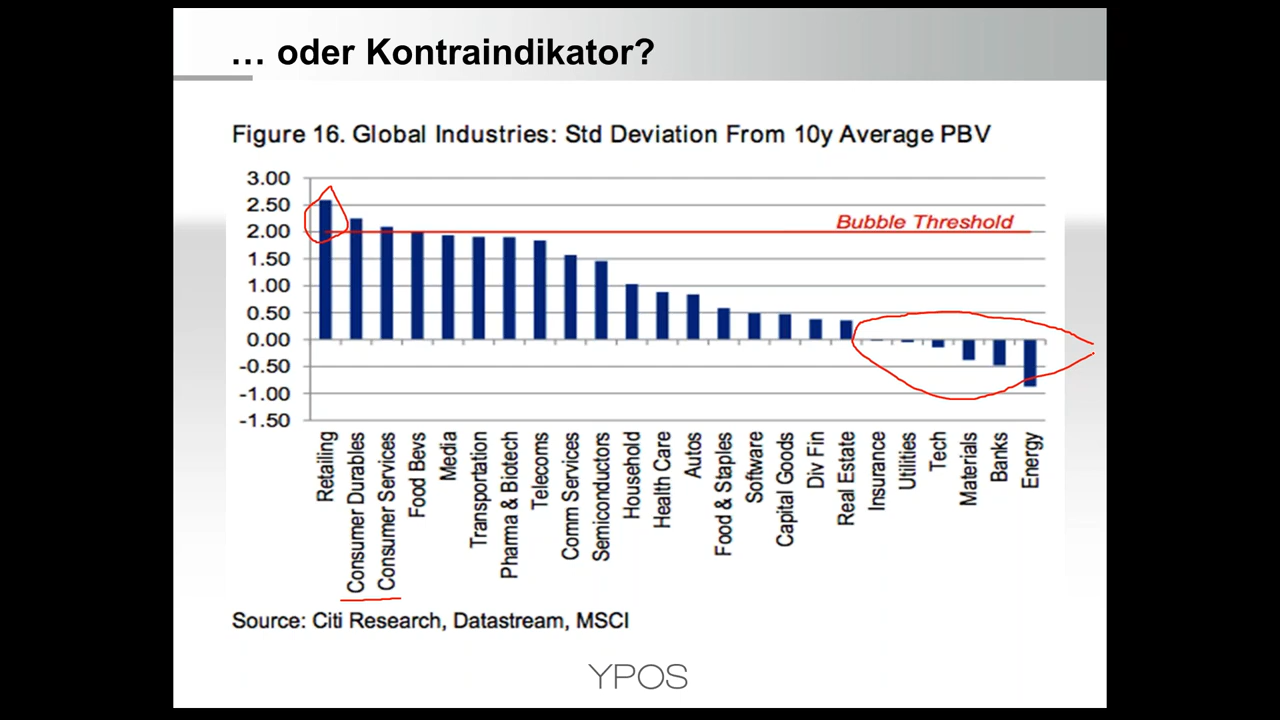 … oder Kontraindikator?
Figure 16. Global Industries: Std Deviation From 10y Average PBV
3.00
2.50
2.00
1.50
1.00
0.50
0.00
-0.50
-1.00
-1.50
Bubble Threshold
Retailing
Consumer Durables
Consumer Services
Food Bevs
Media
Transportation
Pharma & Biotech
Telecoms
Comm Services
Semiconductors
Household
Health Care
Autos
Food & Staples
Software
Capital Goods
Div Fin
Real Estate
Insurance
Utilities
Tech
Materials
Banks
Energy
Source: Citi Research, Datastream, MSCI
YPOS